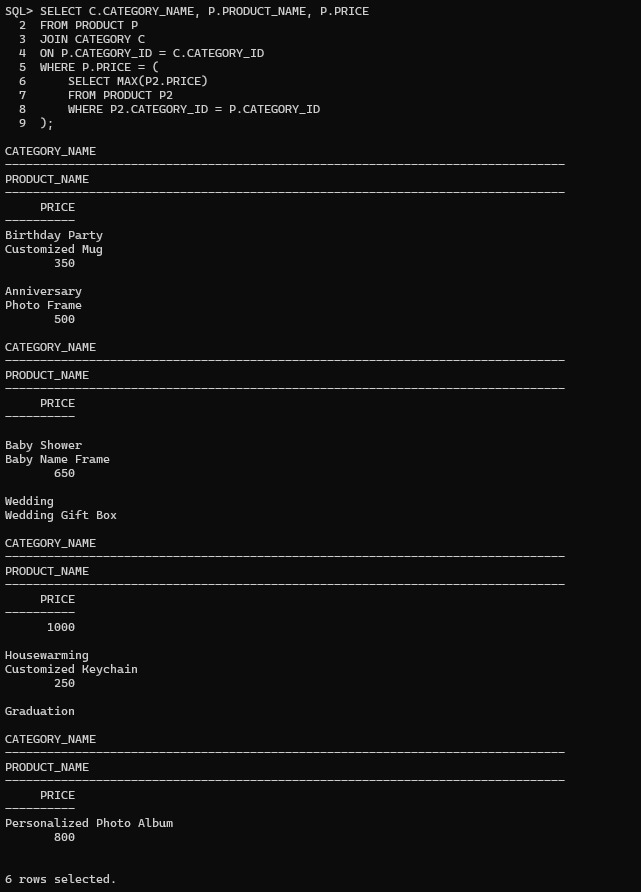 SQL> SELECT C.CATEGORY_NAME, P.PRODUCT_NAME, P.PRICE
  2  FROM PRODUCT P
  3  JOIN CATEGORY C
  4  ON P.CATEGORY_ID = C.CATEGORY_ID
  5  WHERE P.PRICE = (
  6      SELECT MAX(P2.PRICE)
  7      FROM PRODUCT P2
  8      WHERE P2.CATEGORY_ID = P.CATEGORY_ID
  9  );

CATEGORY_NAME
--------------------------------------------------------------------------------
PRODUCT_NAME
--------------------------------------------------------------------------------
     PRICE
----------
Birthday Party
Customized Mug
       350

Anniversary
Photo Frame
       500

CATEGORY_NAME
--------------------------------------------------------------------------------
PRODUCT_NAME
--------------------------------------------------------------------------------
     PRICE
----------

Baby Shower
Baby Name Frame
       650

Wedding
Wedding Gift Box

CATEGORY_NAME
--------------------------------------------------------------------------------
PRODUCT_NAME
--------------------------------------------------------------------------------
     PRICE
----------
      1000

Housewarming
Customized Keychain
       250

Graduation

CATEGORY_NAME
--------------------------------------------------------------------------------
PRODUCT_NAME
--------------------------------------------------------------------------------
     PRICE
----------
Personalized Photo Album
       800


6 rows selected.